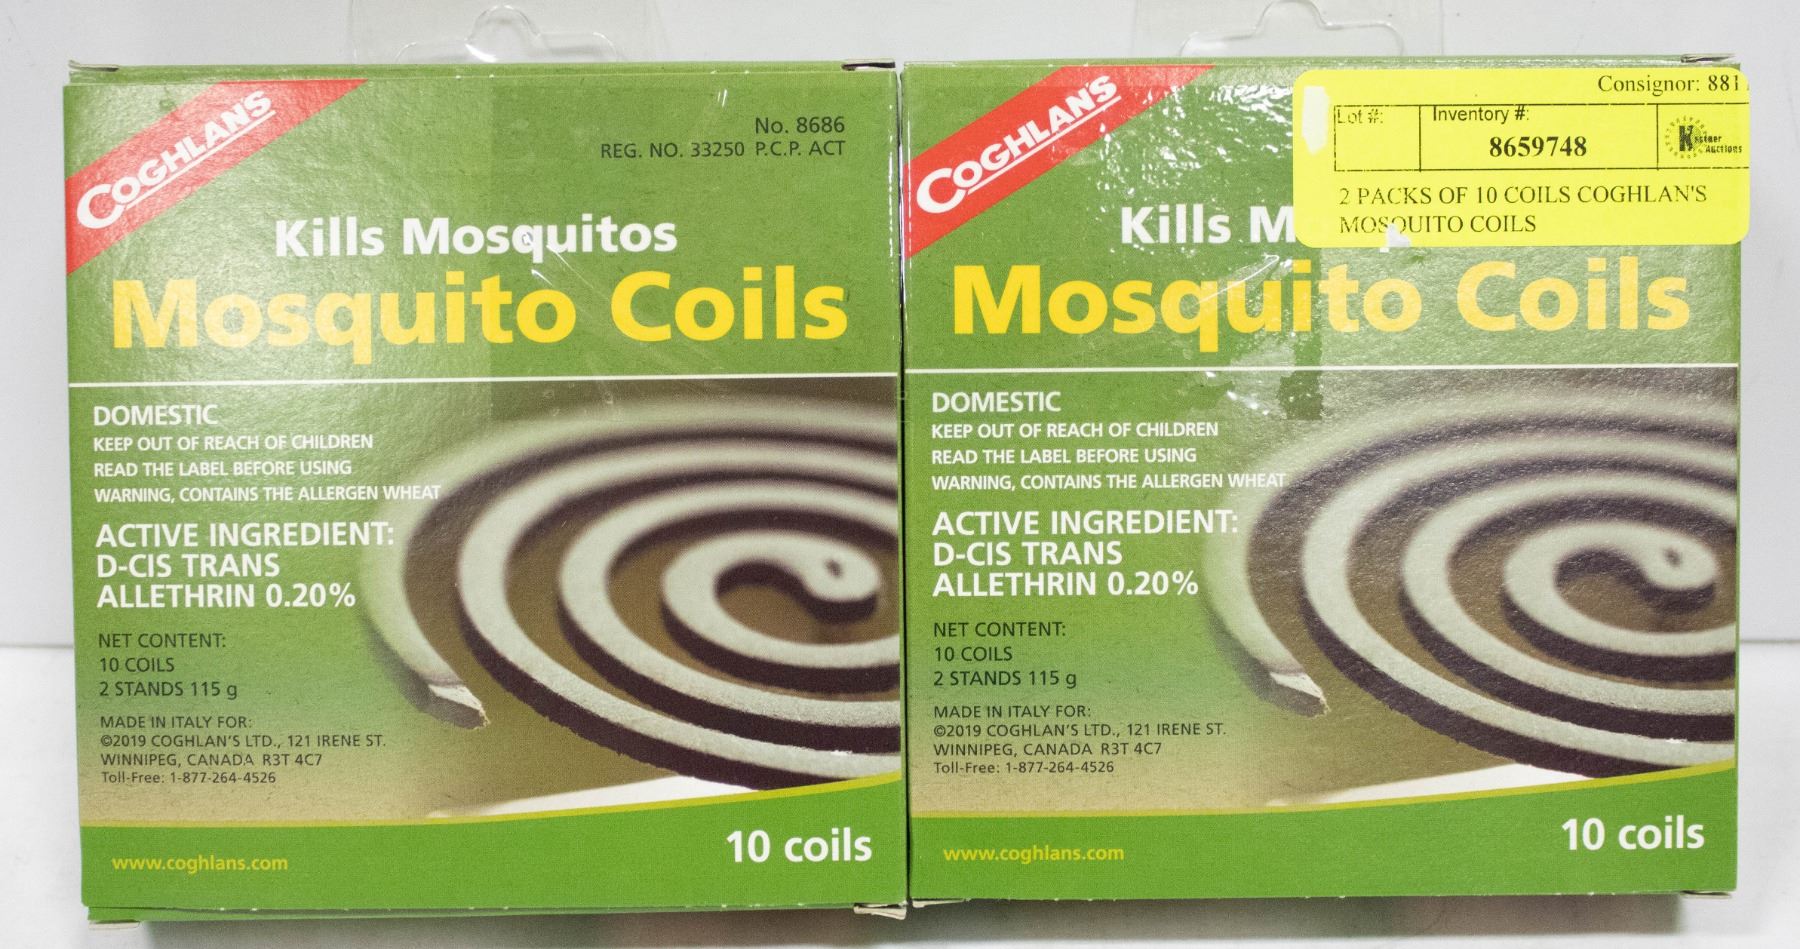 COGHLAN'S
No. 8686
REG. NO. 33250 P.C.P. ACT
Kills Mosquitos
Mosquito Coils
DOMESTIC
KEEP OUT OF REACH OF CHILDREN
READ THE LABEL BEFORE USING
WARNING, CONTAINS THE ALLERGEN WHEAT
ACTIVE INGREDIENT:
D-CIS TRANS
ALLETHRIN 0.20%
NET CONTENT:
10 COILS
2 STANDS 115 g
MADE IN ITALY FOR:
©2019 COGHLAN'S LTD., 121 IRENE ST.
WINNIPEG, CANADA R3T 4C7
Toll-Free: 1-877-264-4526
www.coghlans.com
10 coils
COGHLAN'S
Consignor: 881
Lot #:
Inventory #:
8659748
Auctions
2 PACKS OF 10 COILS COGHLAN'S
MOSQUITO COILS
Kills M
Mosquito Coils
DOMESTIC
KEEP OUT OF REACH OF CHILDREN
READ THE LABEL BEFORE USING
WARNING, CONTAINS THE ALLERGEN WHEAT
ACTIVE INGREDIENT:
D-CIS TRANS
ALLETHRIN 0.20%
NET CONTENT:
10 COILS
2 STANDS 115 g
MADE IN ITALY FOR:
©2019 COGHLAN'S LTD., 121 IRENE ST.
WINNIPEG, CANADA R3T 4C7
Toll-Free: 1-877-264-4526
www.coghlans.com
10 coils